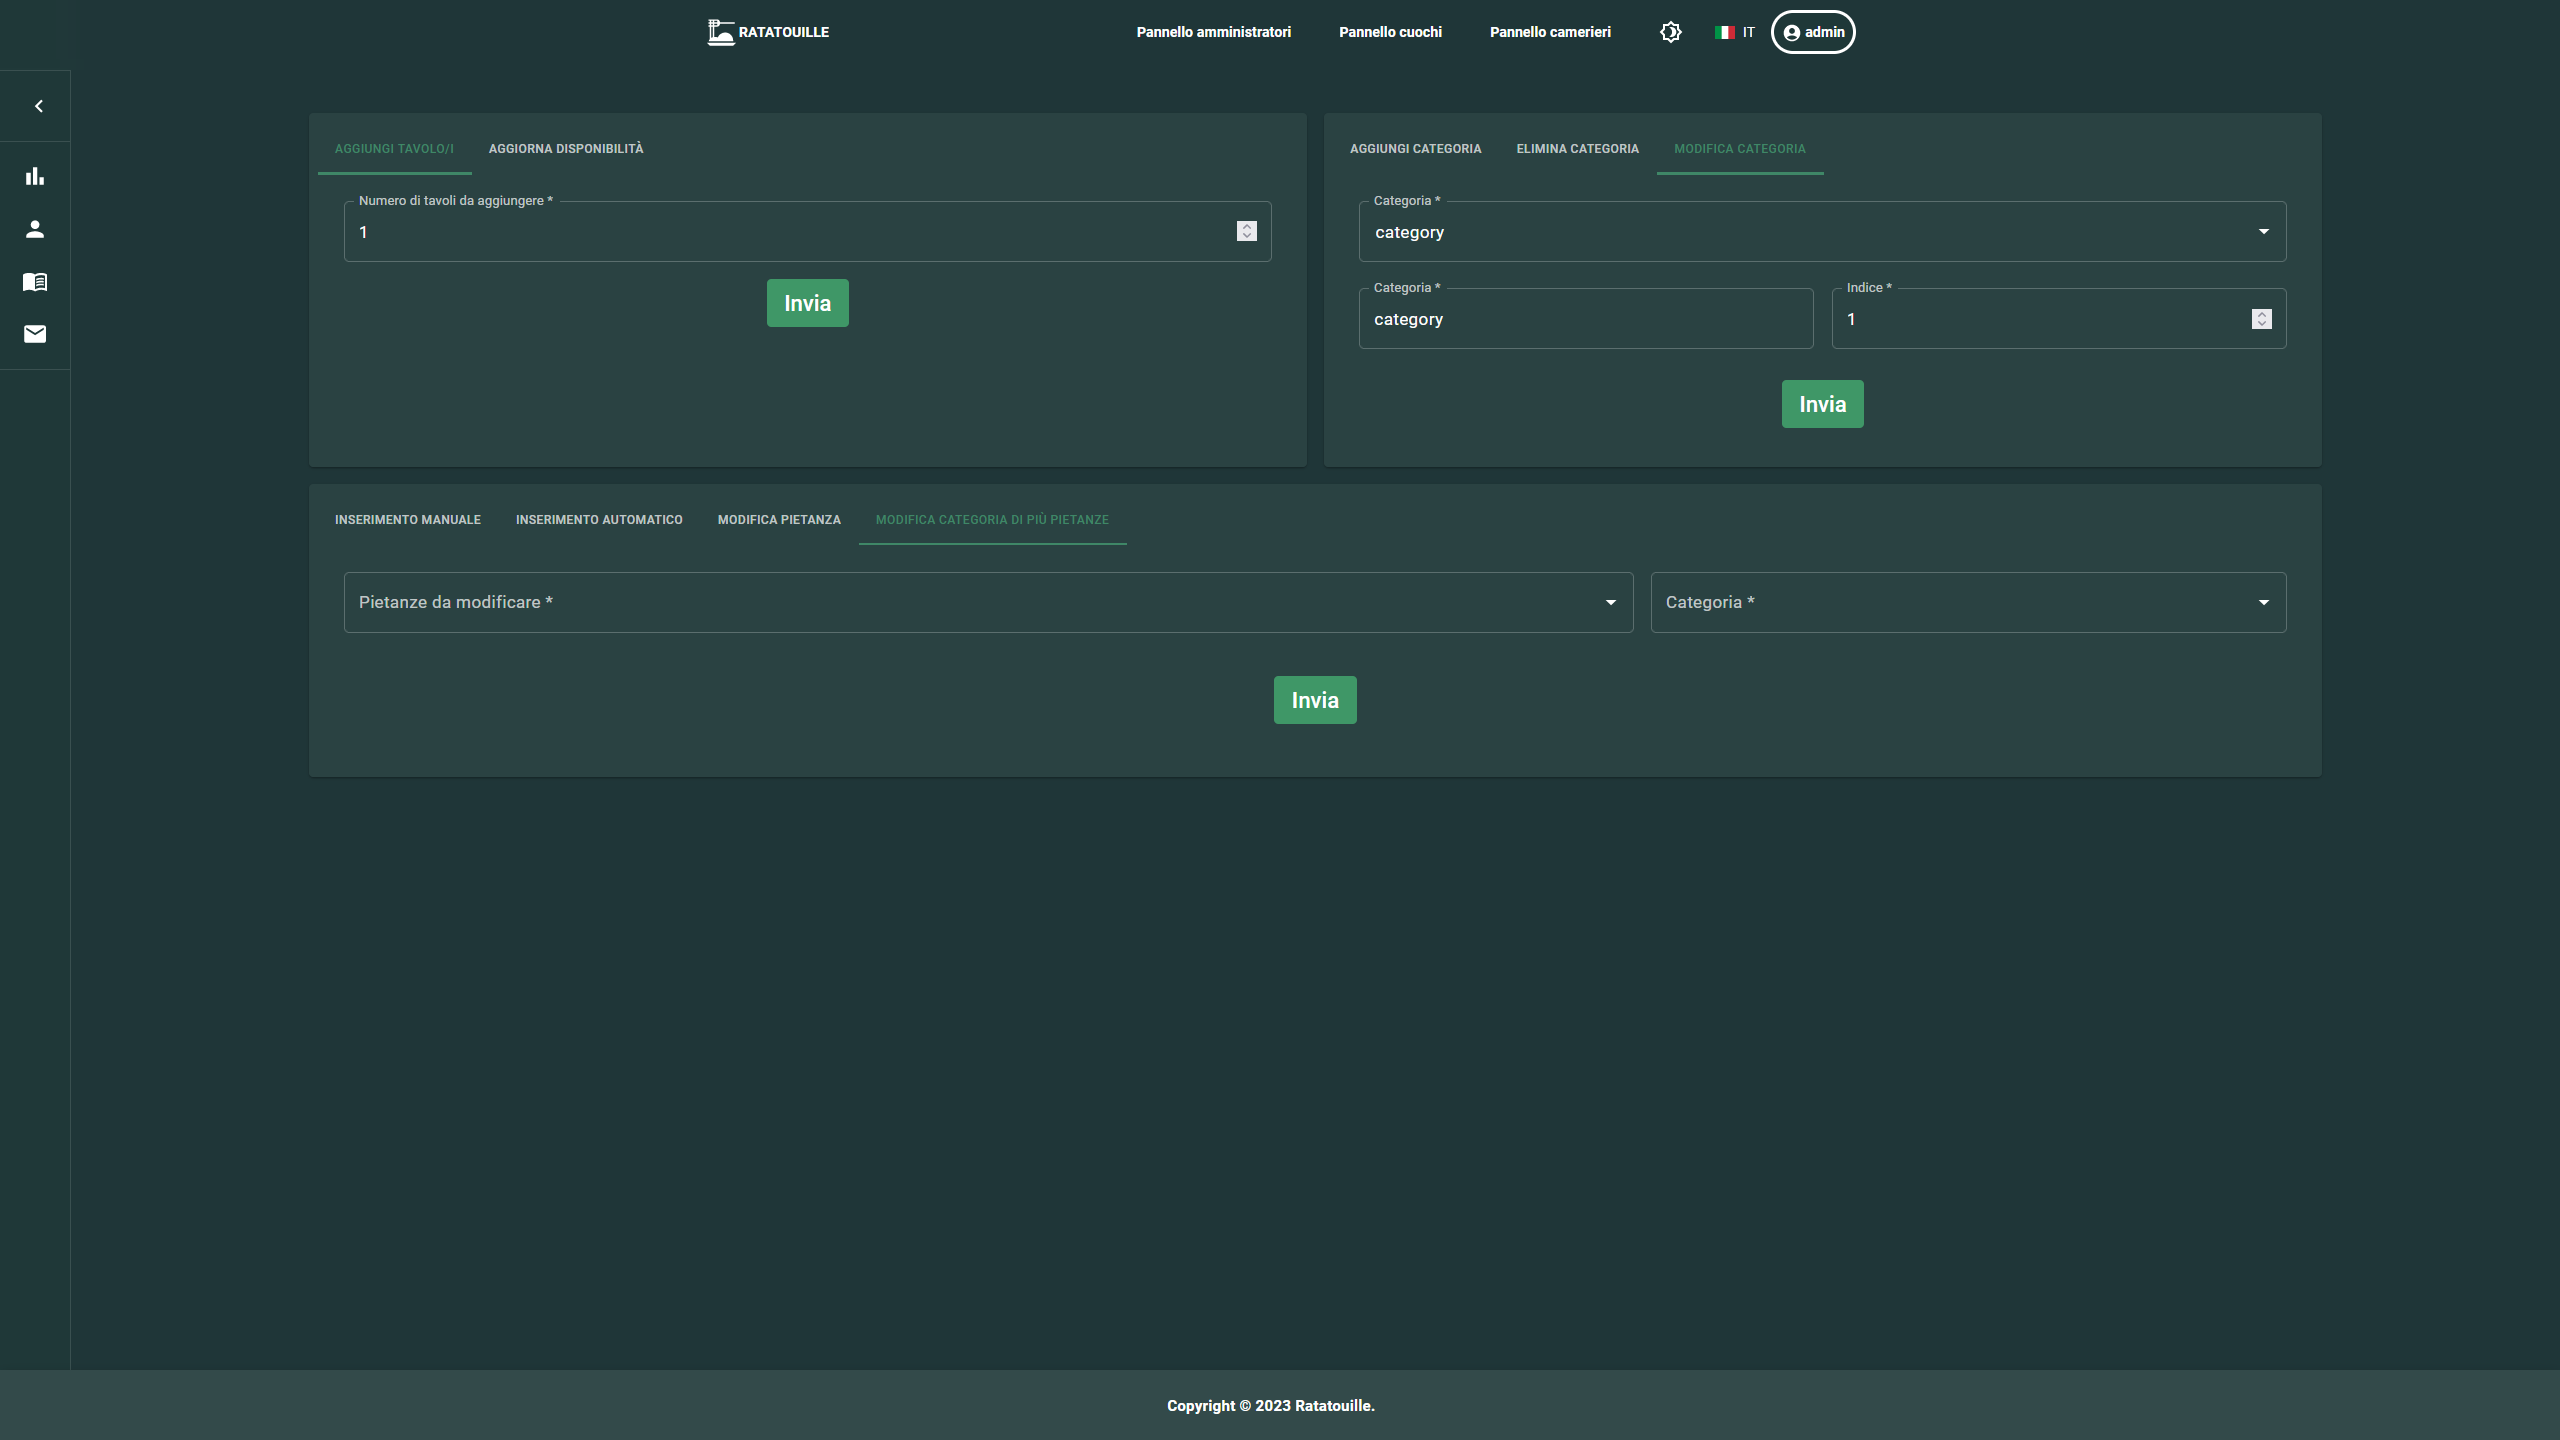 RATATOUILLE
Pannello amministratori
Pannello cuochi
Pannello camerieri
IT
admin
AGGIUNGI TAVOLO/I
AGGIORNA DISPONIBILITÀ
Numero di tavoli da aggiungere *
1
Invia
AGGIUNGI CATEGORIA
ELIMINA CATEGORIA
MODIFICA CATEGORIA
Categoria *
category
Categoria *
category
Indice *
1
Invia
INSERIMENTO MANUALE
INSERIMENTO AUTOMATICO
MODIFICA PIETANZA
MODIFICA CATEGORIA DI PIÙ PIETANZE
Pietanze da modificare *
Categoria *
Invia
Copyright © 2023 Ratatouille.